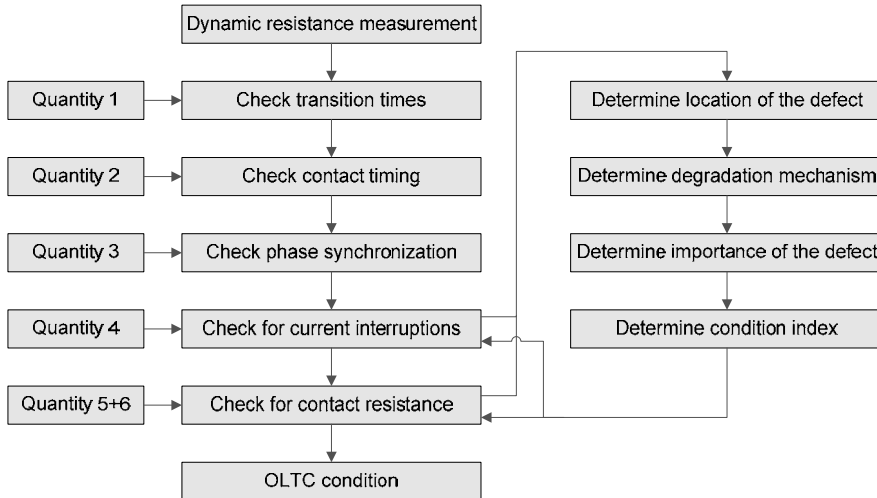 Dynamic resistance measurement
Quantity 1
Check transition times
Determine location of the defect
Quantity 2
Check contact timing
Determine degradation mechanism
Quantity 3
Check phase synchronization
Determine importance of the defect
Quantity 4
Check for current interruptions
Determine condition index
Quantity 5+6
Check for contact resistance
OLTC condition